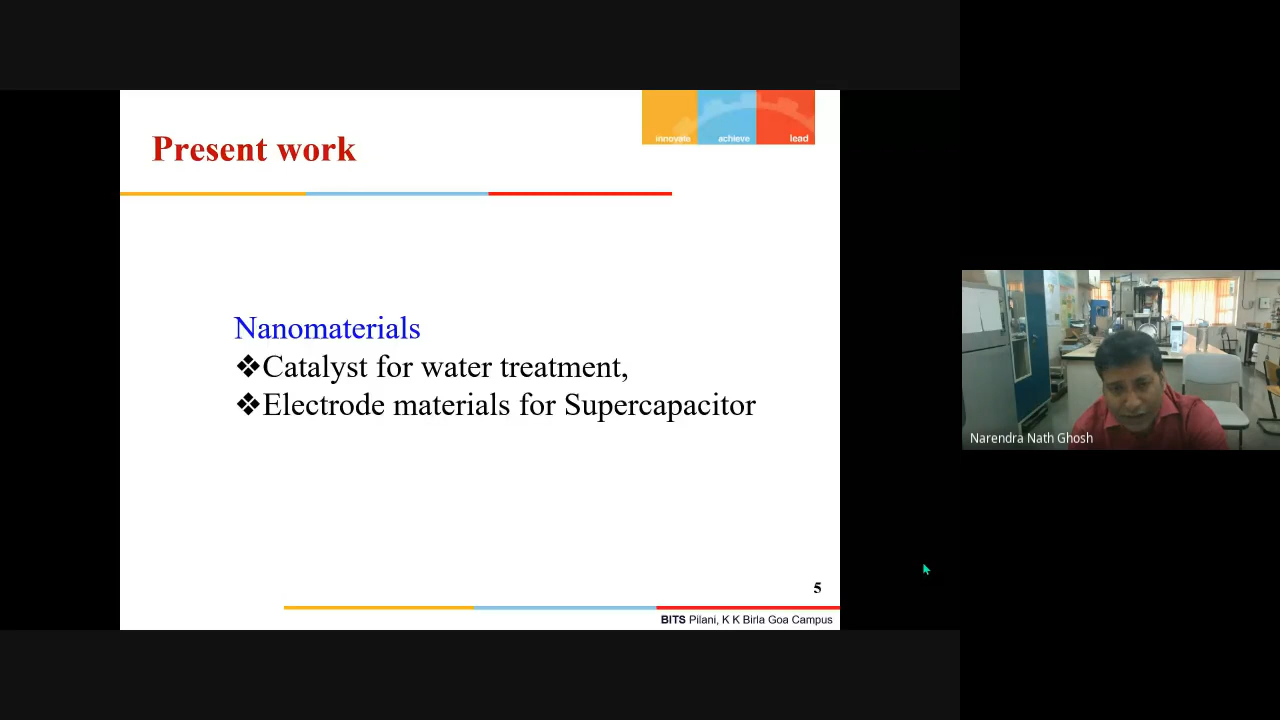 innovate achieve lead
Present work
Nanomaterials
❖Catalyst for water treatment,
❖Electrode materials for Supercapacitor
Narendra Nath Ghosh
5
BITS Pilani, K K Birla Goa Campus